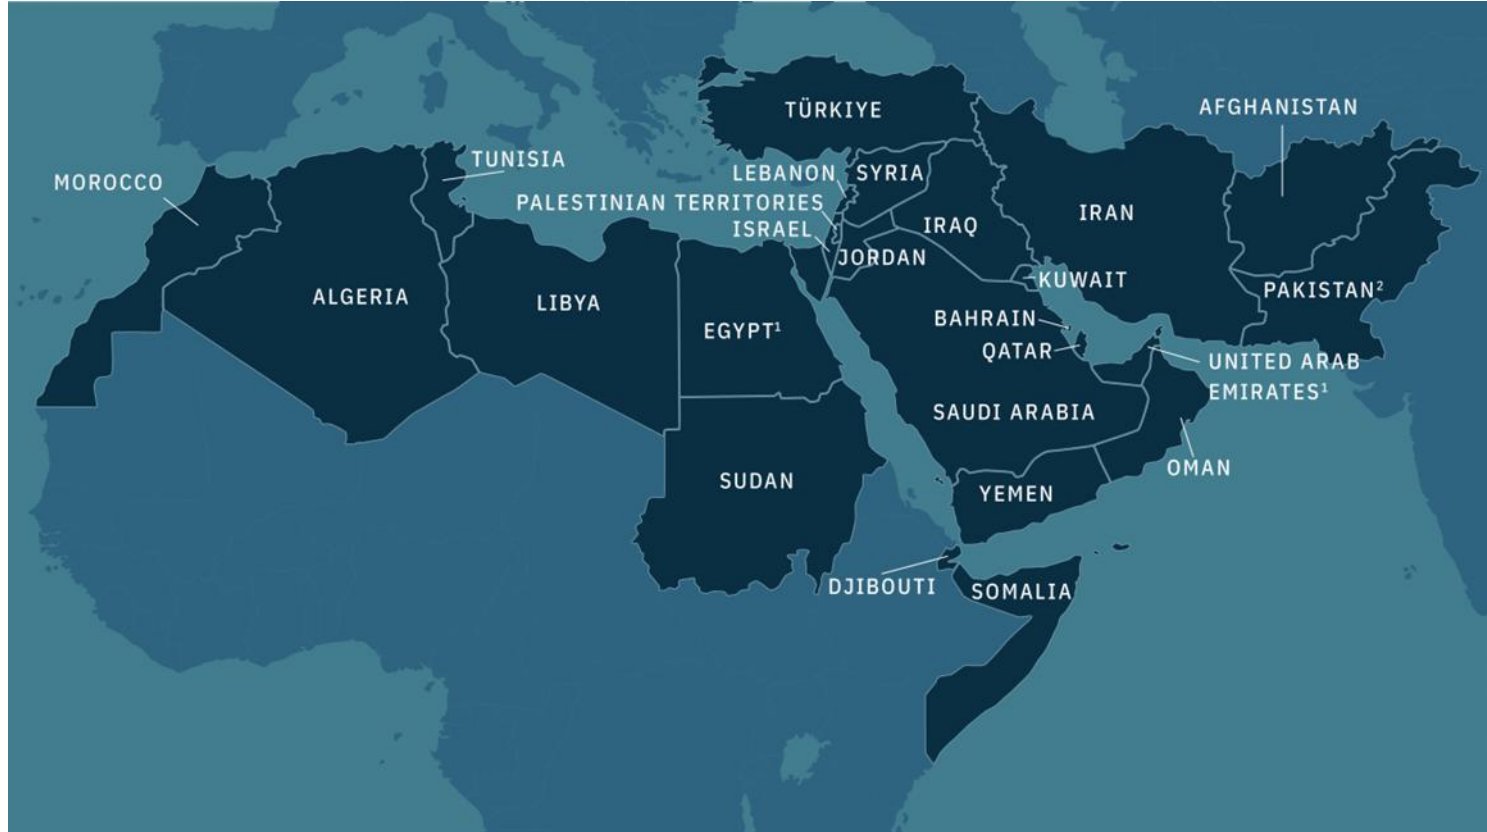 TÜRKIYE
AFGHANISTAN
TUNISIA
MOROCCO
LEBANON
SYRIA
PALESTINIAN TERRITORIES
ISRAEL
IRAQ
IRAN
JORDAN
KUWAIT
PAKISTAN²
ALGERIA
LIBYA
EGYPT¹
BAHRAIN
QATAR
UNITED ARAB
EMIRATES¹
SAUDI ARABIA
OMAN
SUDAN
YEMEN
DJIBOUTI
SOMALIA